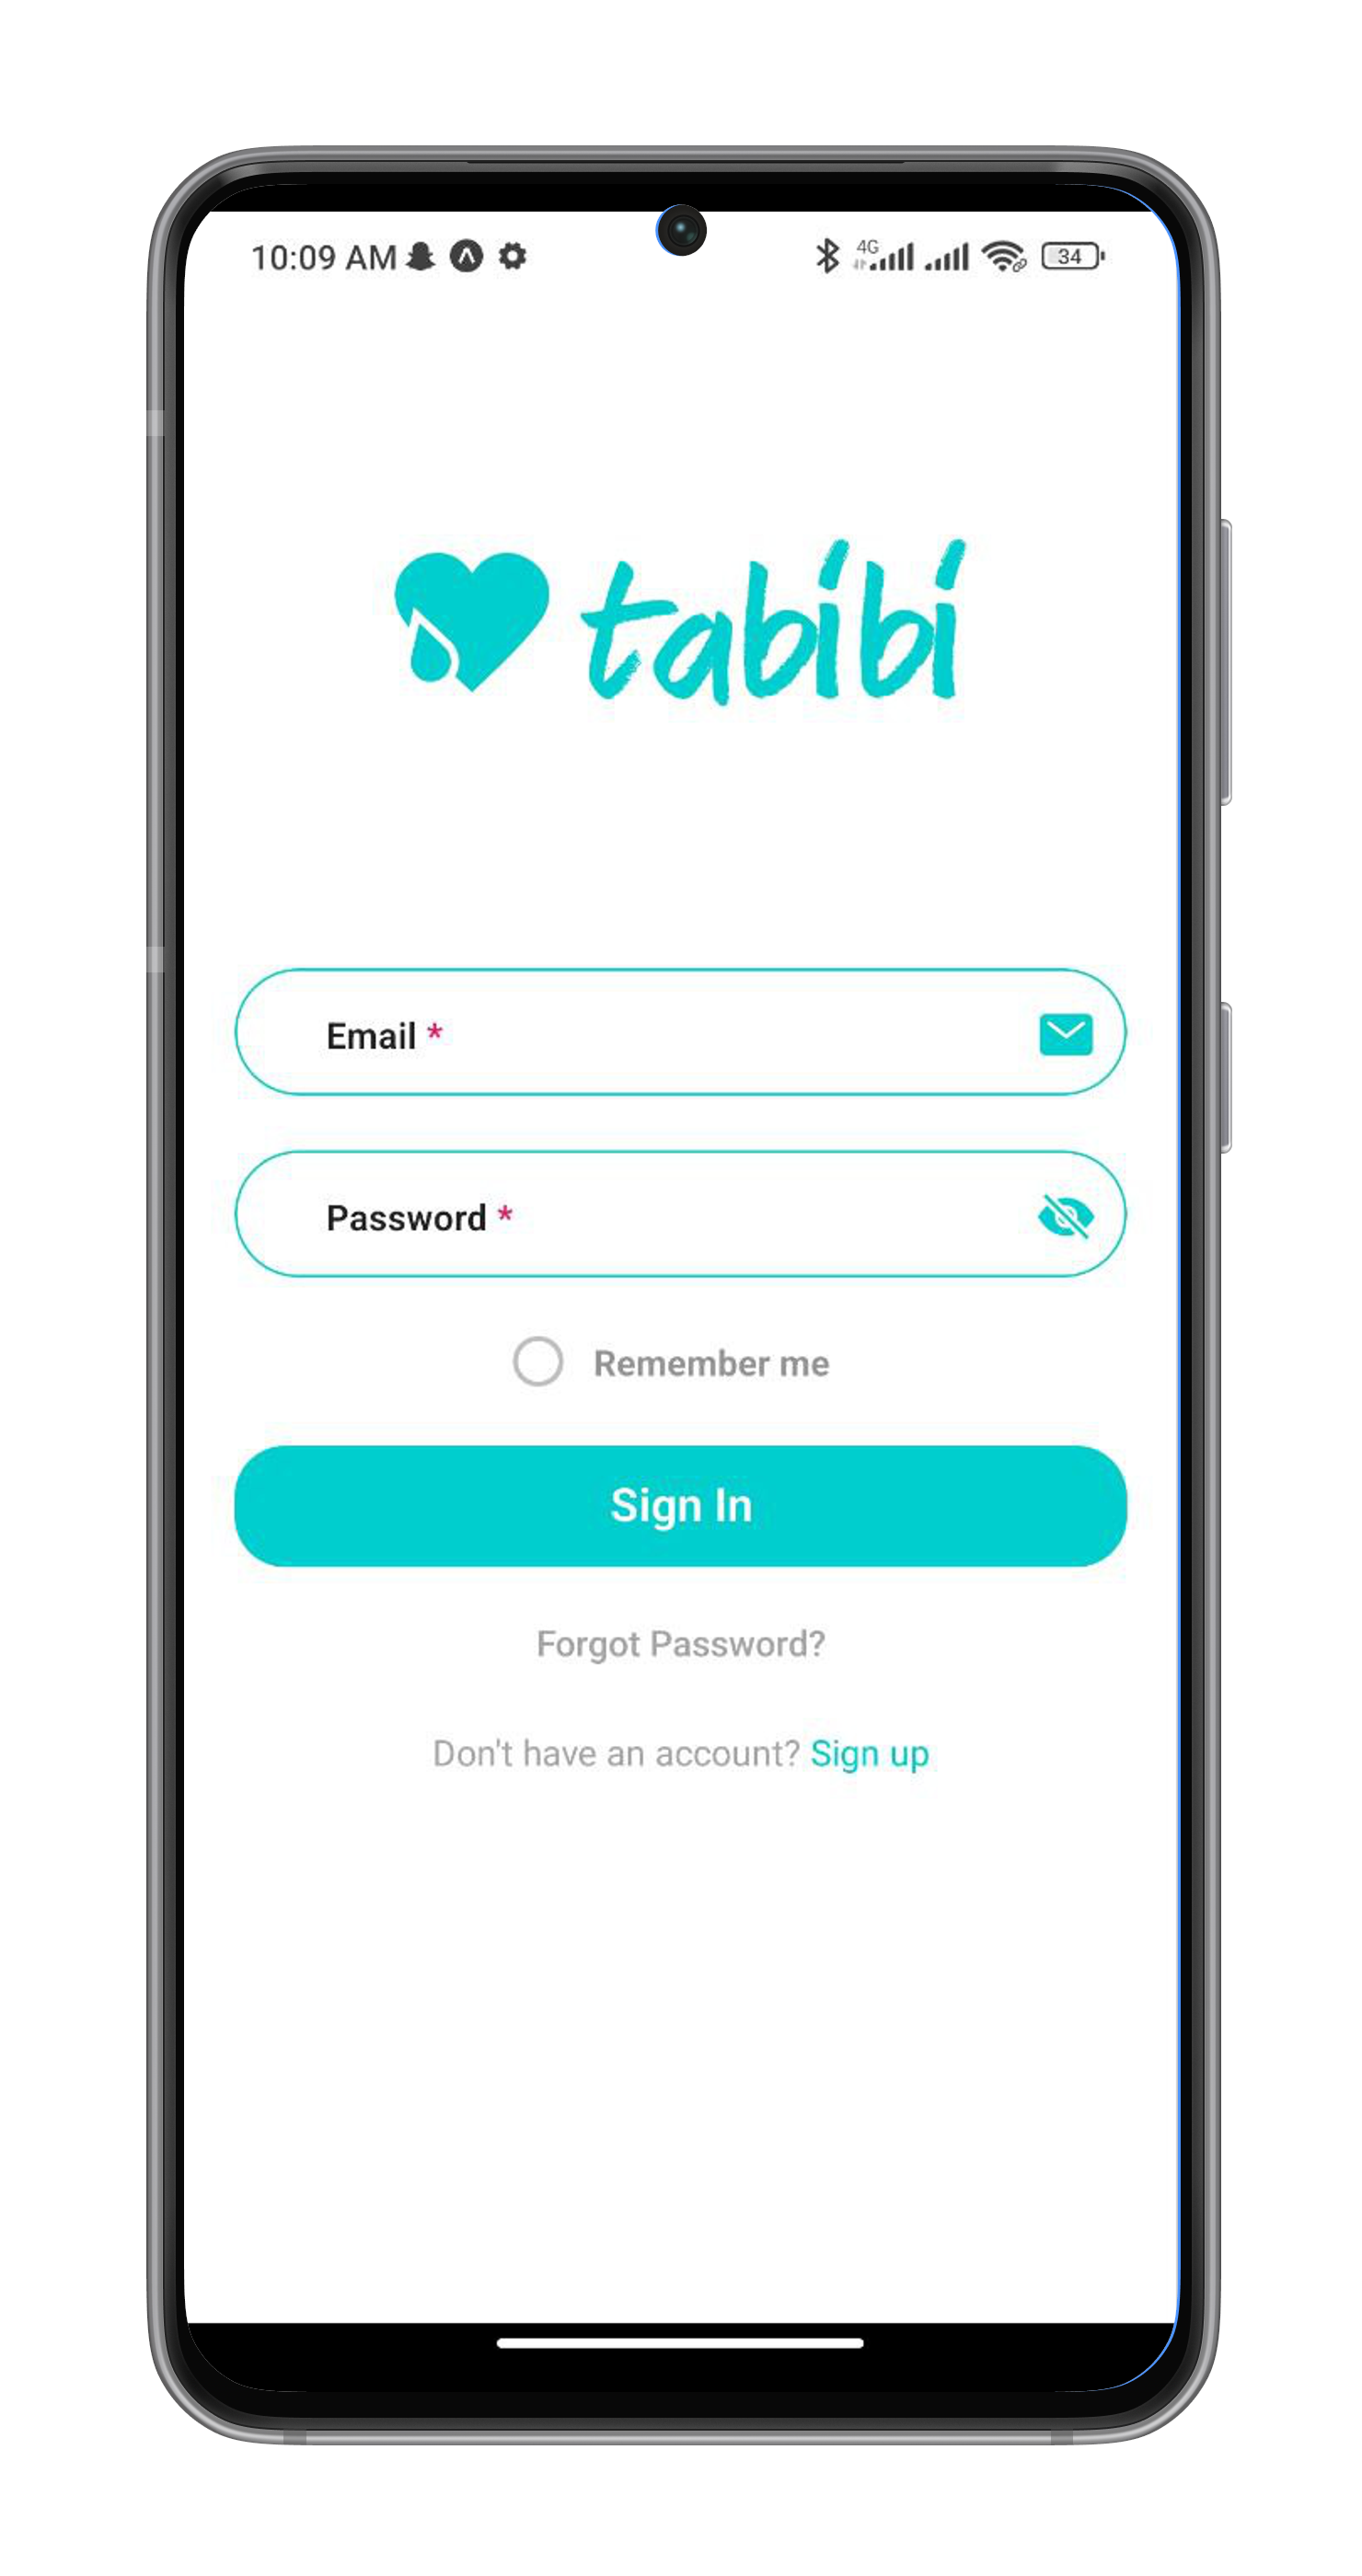 10:09 AM 4G 34
tabibi
Email *
Password *
Remember me
Sign In
Forgot Password?
Don't have an account? Sign up